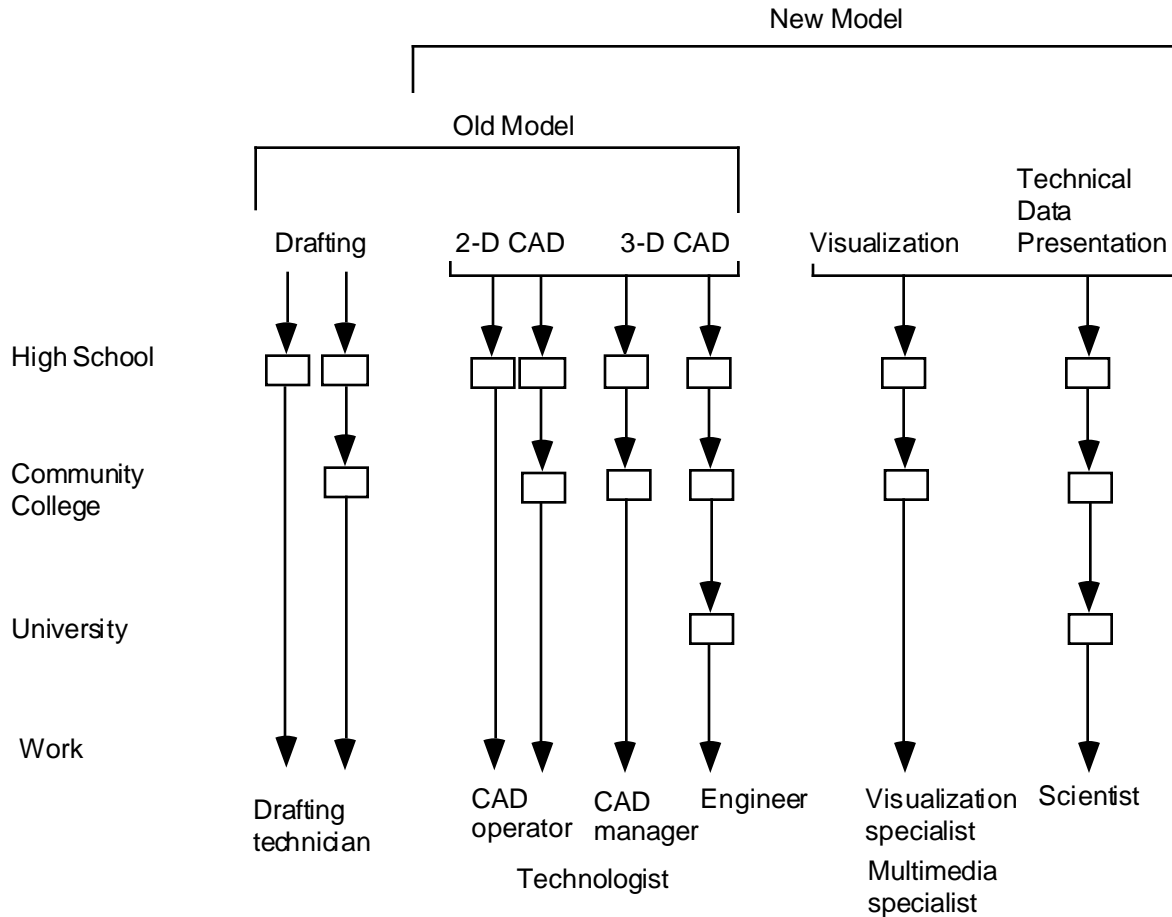 New Model
Old Model
Technical
Data
Presentation
Drafting
2-D CAD
3-D CAD
Visualization
High School
Community
College
University
Work
Drafting
technician
CAD
operator
CAD
manager
Engineer
Visualization
specialist
Scientist
Technologist
Multimedia
specialist